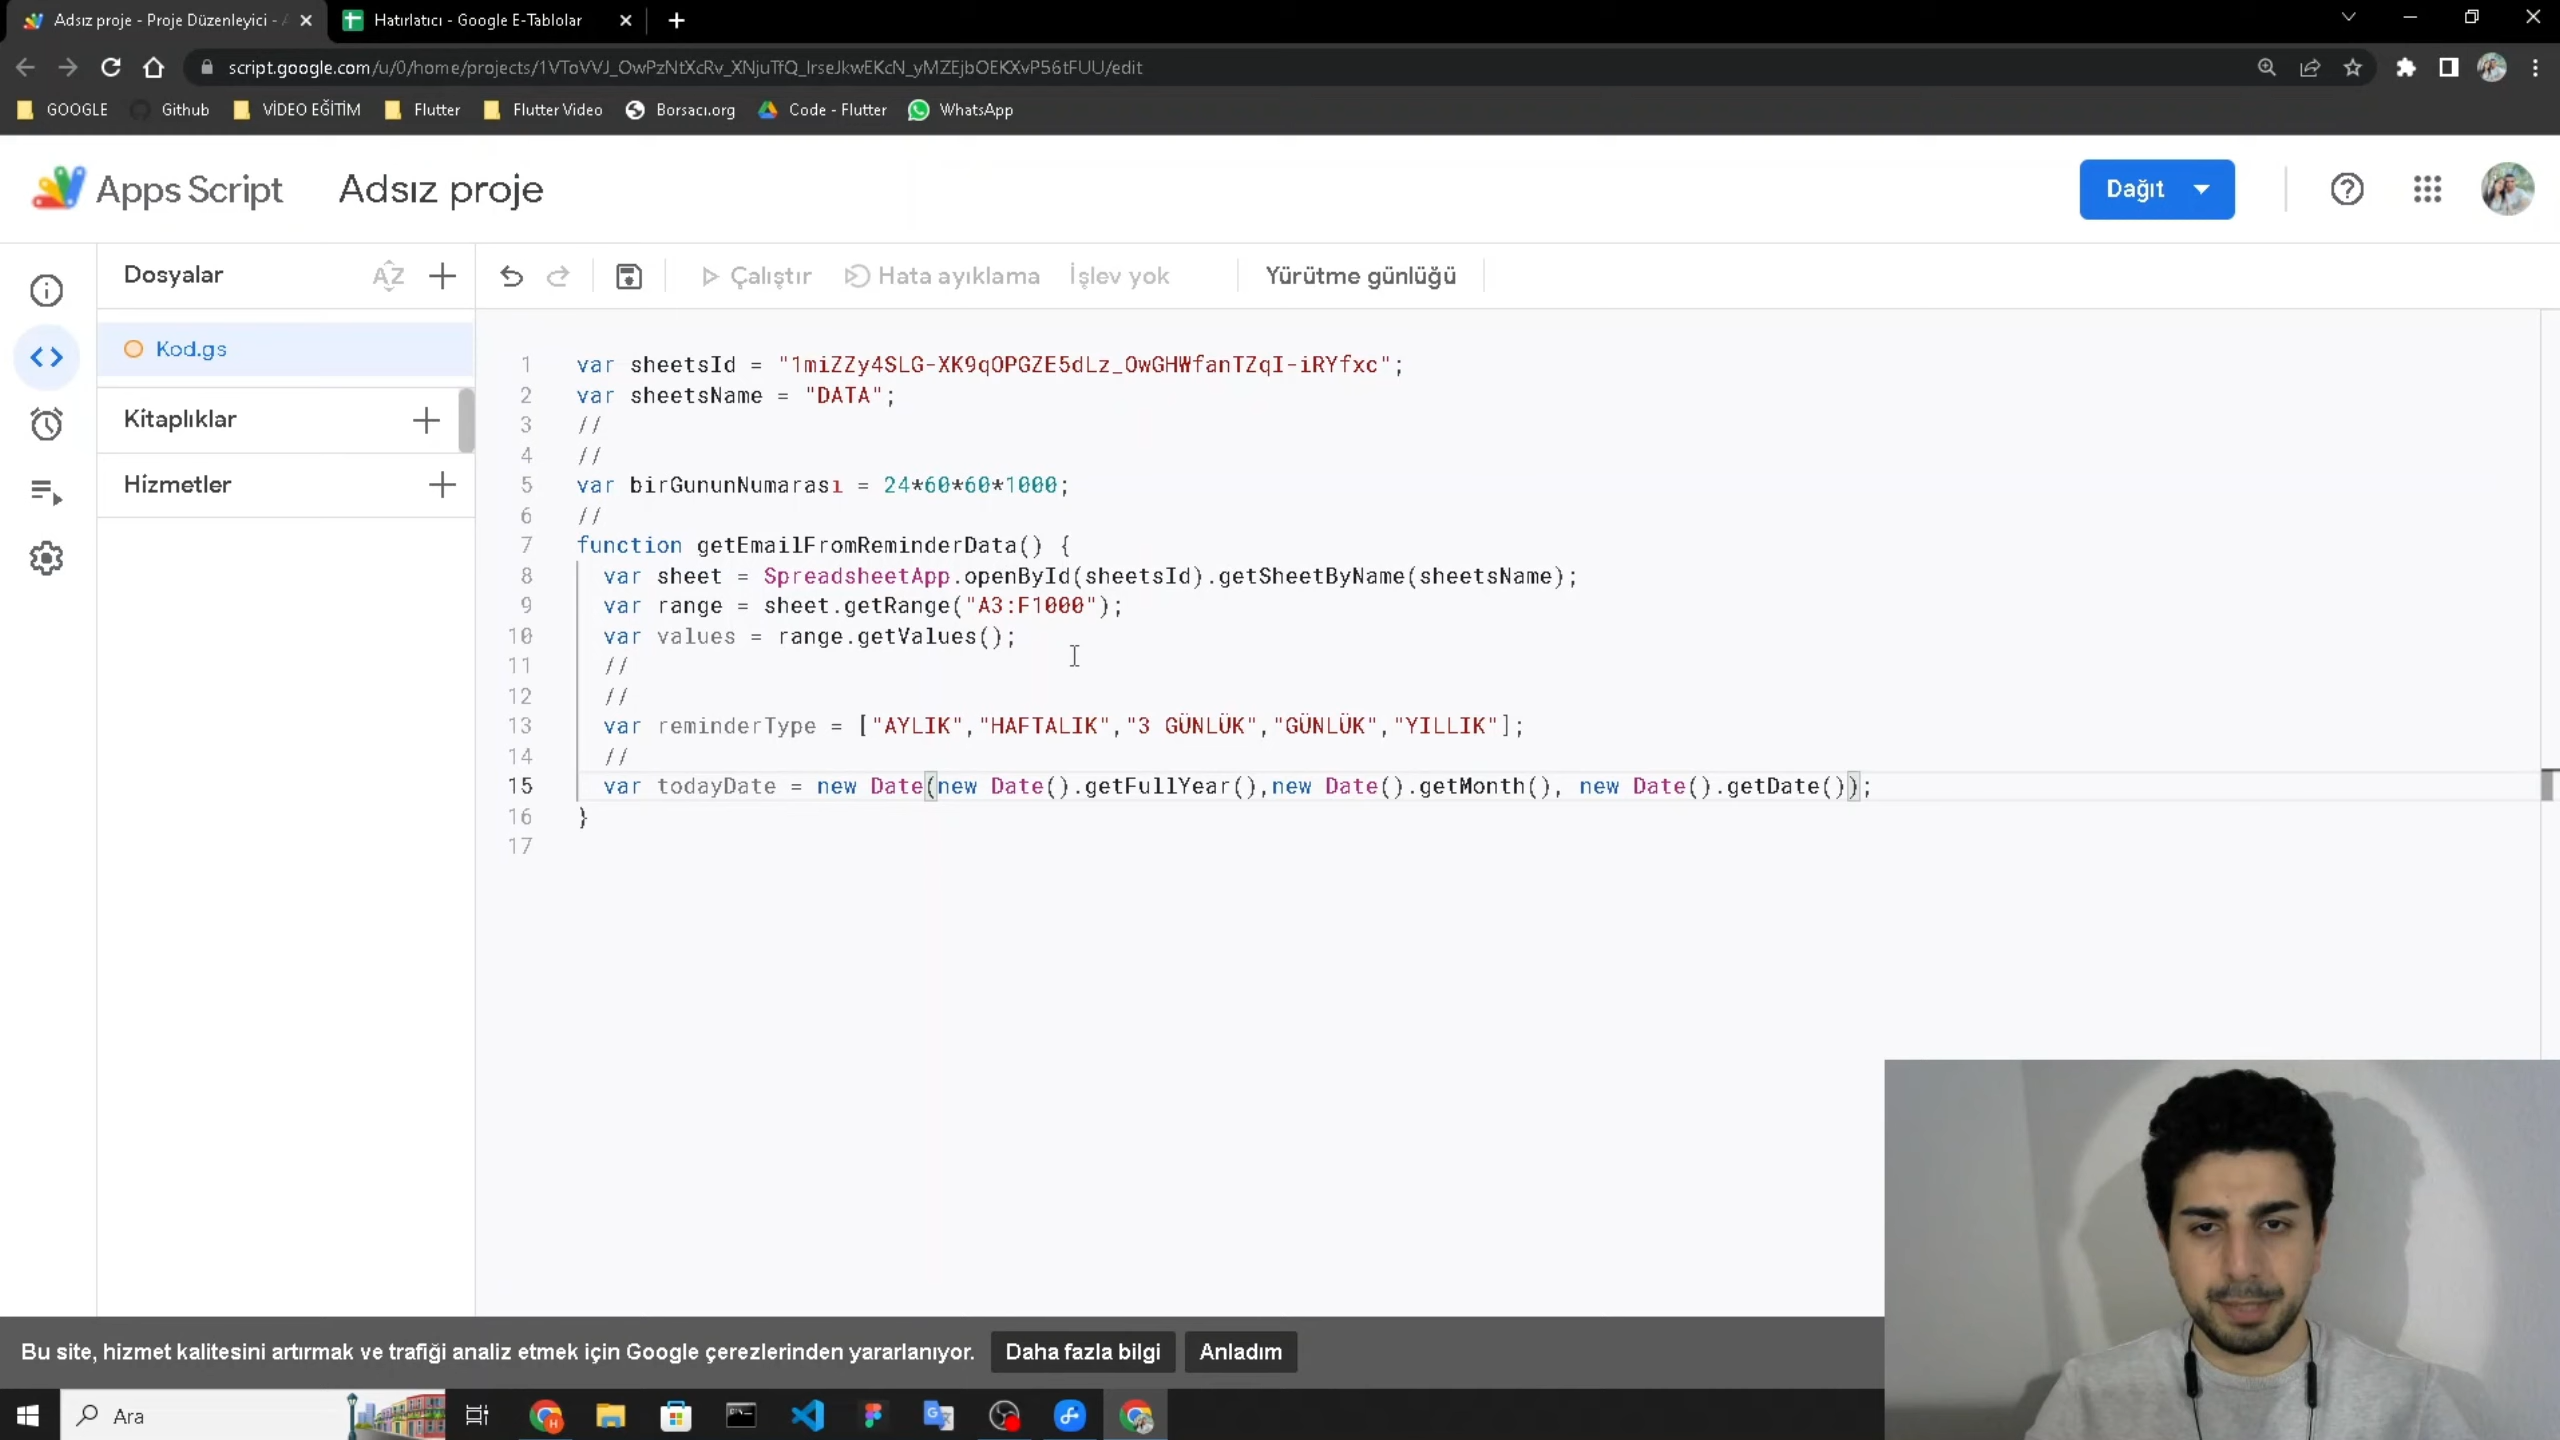 Adsız proje - Proje Düzenleyici - A
Hatırlatıcı - Google E-Tablolar
script.google.com/u/0/home/projects/1VToVVJ_OwPzNtXcRv_XNjuTfQ_IrseJkwEKcN_yMZEjbOEKXvP56tFUU/edit
GOOGLE
Github
VİDEO EĞİTİM
Flutter
Flutter Video
Borsacı.org
Code - Flutter
WhatsApp
Apps Script
Adsız proje
Dağıt
Dosyalar
AZ
Çalıştır
Hata ayıklama
İşlev yok
Yürütme günlüğü
Kod.gs
Kitaplıklar
Hizmetler
1 var sheetsId = "1miZZy4SLG-XK9qOPGZE5dLz_OwGHWfanTZqI-iRYfxc";
2 var sheetsName = "DATA";
3 //
4 //
5 var birGununNumarası = 24*60*60*1000;
6 //
7 function getEmailFromReminderData() {
8 var sheet = SpreadsheetApp.openById(sheetsId).getSheetByName(sheetsName);
9 var range = sheet.getRange("A3:F1000");
10 var values = range.getValues();
11 //
12 //
13 var reminderType = ["AYLIK","HAFTALIK","3 GÜNLÜK","GÜNLÜK","YILLIK"];
14 //
15 var todayDate = new Date(new Date().getFullYear(),new Date().getMonth(), new Date().getDate());
16 }
17
Bu site, hizmet kalitesini artırmak ve trafiği analiz etmek için Google çerezlerinden yararlanıyor.
Daha fazla bilgi
Anladım
Ara